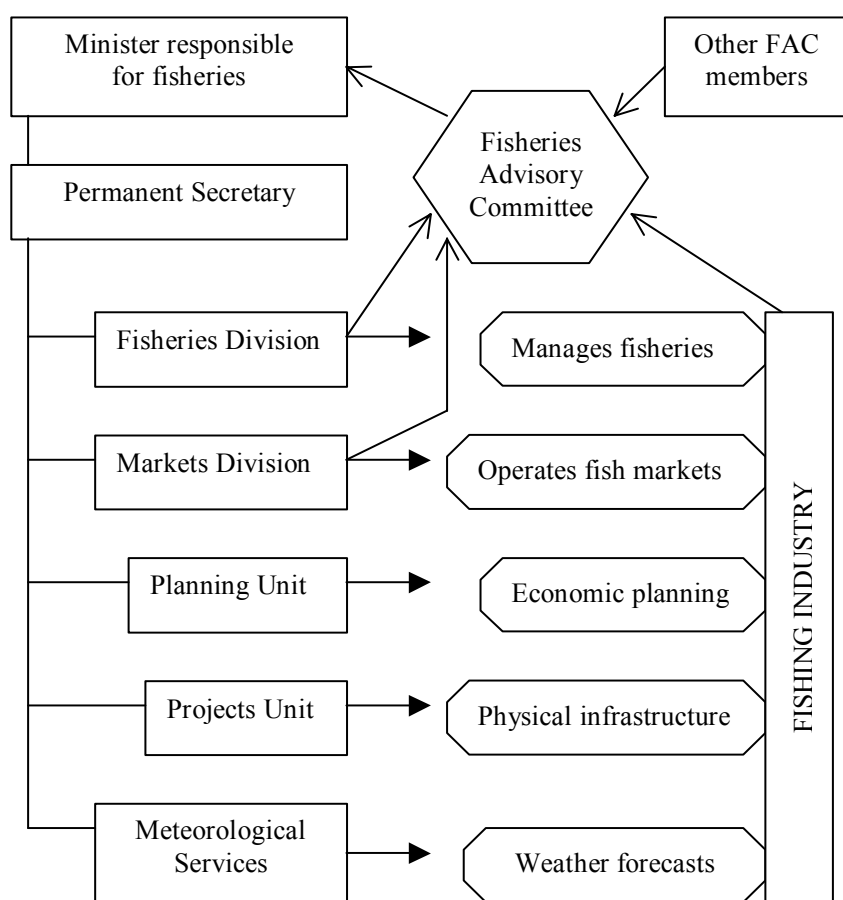 Minister responsible
for fisheries
Other FAC
members
Fisheries
Advisory
Committee
Permanent Secretary
Fisheries Division
Manages fisheries
Markets Division
Operates fish markets
Planning Unit
Economic planning
Projects Unit
Physical infrastructure
Meteorological
Services
Weather forecasts
FISHING INDUSTRY